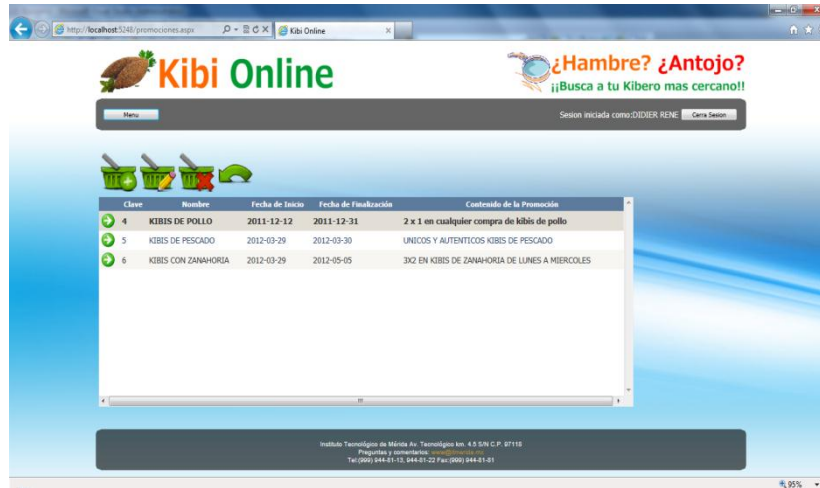 http://localhost:5248/promociones.aspx
Kibi Online
Kibi Online
¿Hambre? ¿Antojo?
¡¡Busca a tu Kibero mas cercano!!
Menu
Sesion iniciada como:DIDIER RENE
Cerra Sesion
Clave Nombre Fecha de Inicio Fecha de Finalización Contenido de la Promoción
4 KIBIS DE POLLO 2011-12-12 2011-12-31 2 x 1 en cualquier compra de kibis de pollo
5 KIBIS DE PESCADO 2012-03-29 2012-03-30 UNICOS Y AUTENTICOS KIBIS DE PESCADO
6 KIBIS CON ZANAHORIA 2012-03-29 2012-05-05 3X2 EN KIBIS DE ZANAHORIA DE LUNES A MIERCOLES
Instituto Tecnológico de Mérida Av. Tecnológico km. 4.5 S/N C.P. 97118
Preguntas y comentarios:
Tel:(999) 944-81-13, 944-81-22 Fax:(999) 944-81-81
95%